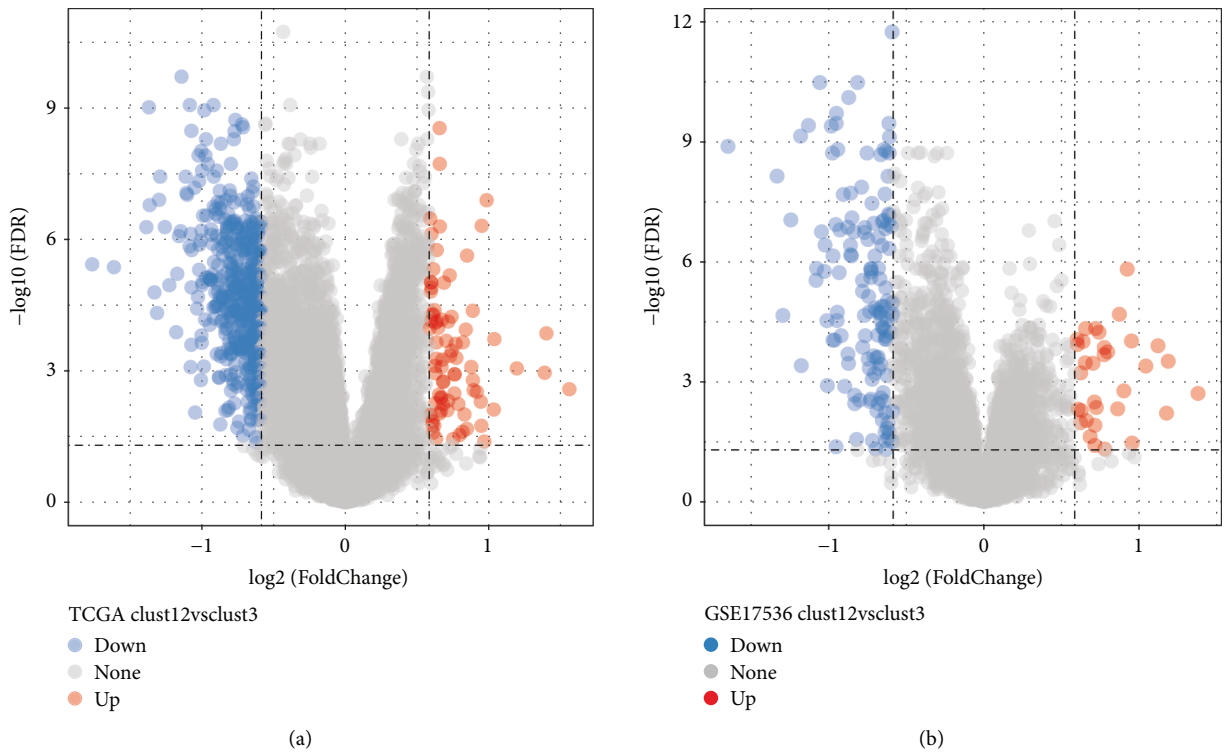 9
6
3
0
−log10 (FDR)
−1
0
1
log2 (FoldChange)
TCGA clust12vsclust3
Down
None
Up
(a)
12
9
6
3
0
−log10 (FDR)
−1
0
1
log2 (FoldChange)
GSE17536 clust12vsclust3
Down
None
Up
(b)